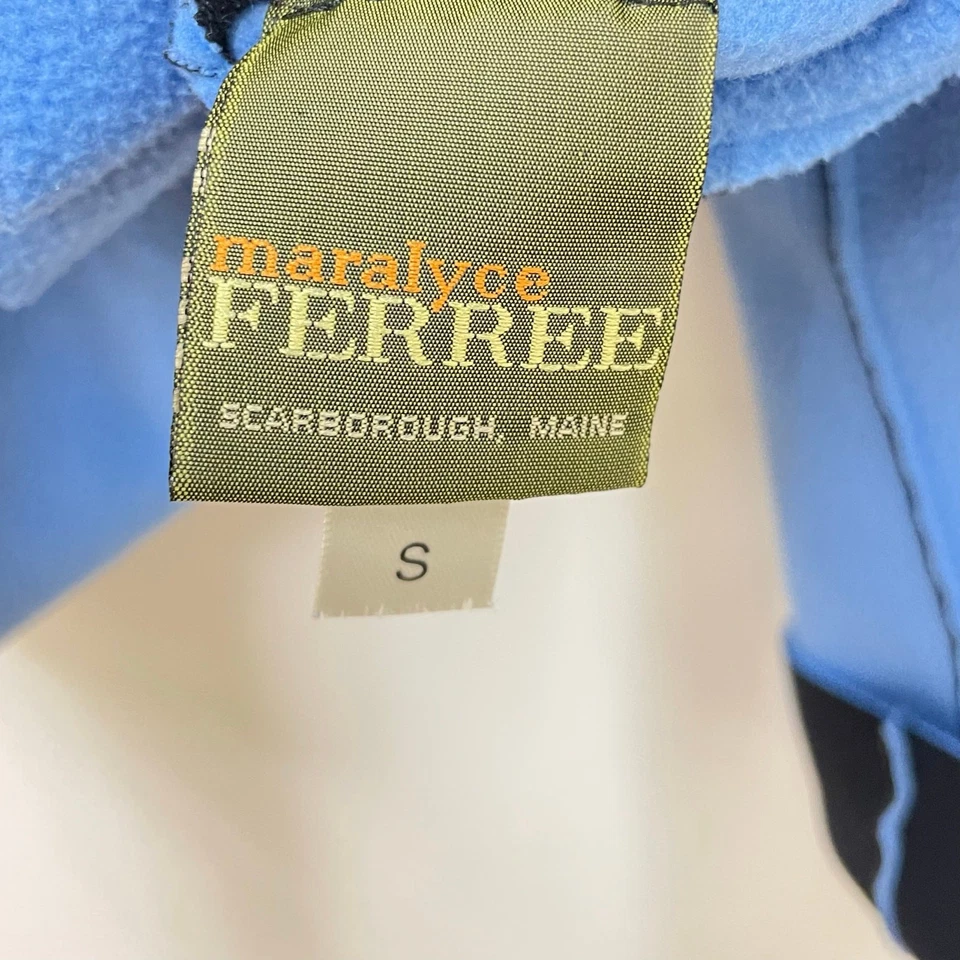 maralyce
FERREE
SCARBOROUGH, MAINE
S